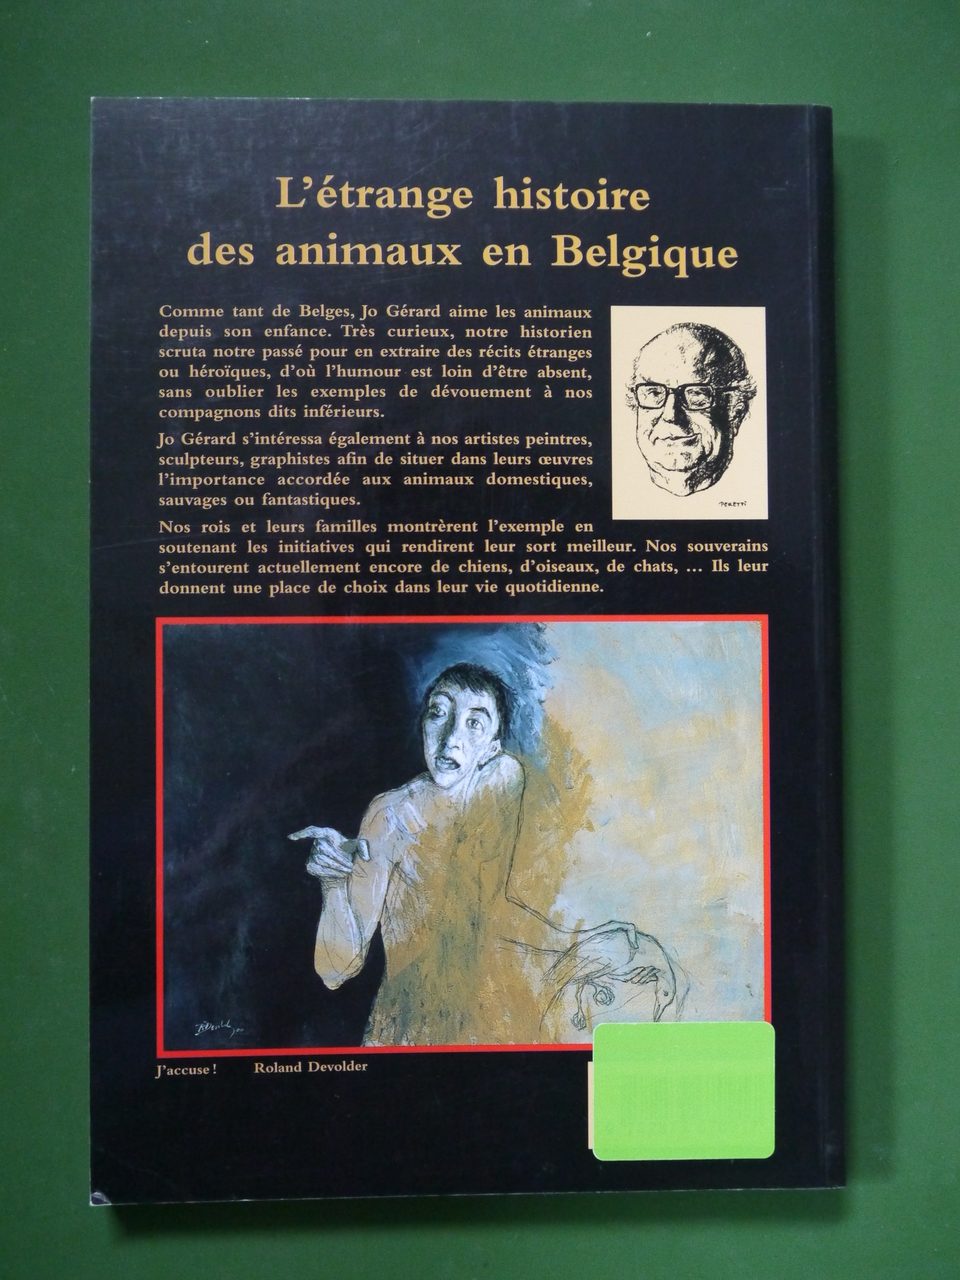 L’étrange histoire
des animaux en Belgique
Comme tant de Belges, Jo Gérard aime les animaux
depuis son enfance. Très curieux, notre historien
scruta notre passé pour en extraire des récits étranges
ou héroïques, d’où l’humour est loin d’être absent,
sans oublier les exemples de dévouement à nos
compagnons dits inférieurs.
Jo Gérard s’intéressa également à nos artistes peintres,
sculpteurs, graphistes afin de situer dans leurs œuvres
l’importance accordée aux animaux domestiques,
sauvages ou fantastiques.
Nos rois et leurs familles montrèrent l’exemple en
soutenant les initiatives qui rendirent leur sort meilleur. Nos souverains
s’entourent actuellement encore de chiens, d’oiseaux, de chats, … Ils leur
donnent une place de choix dans leur vie quotidienne.
PERETTI
J’accuse ! Roland Devolder